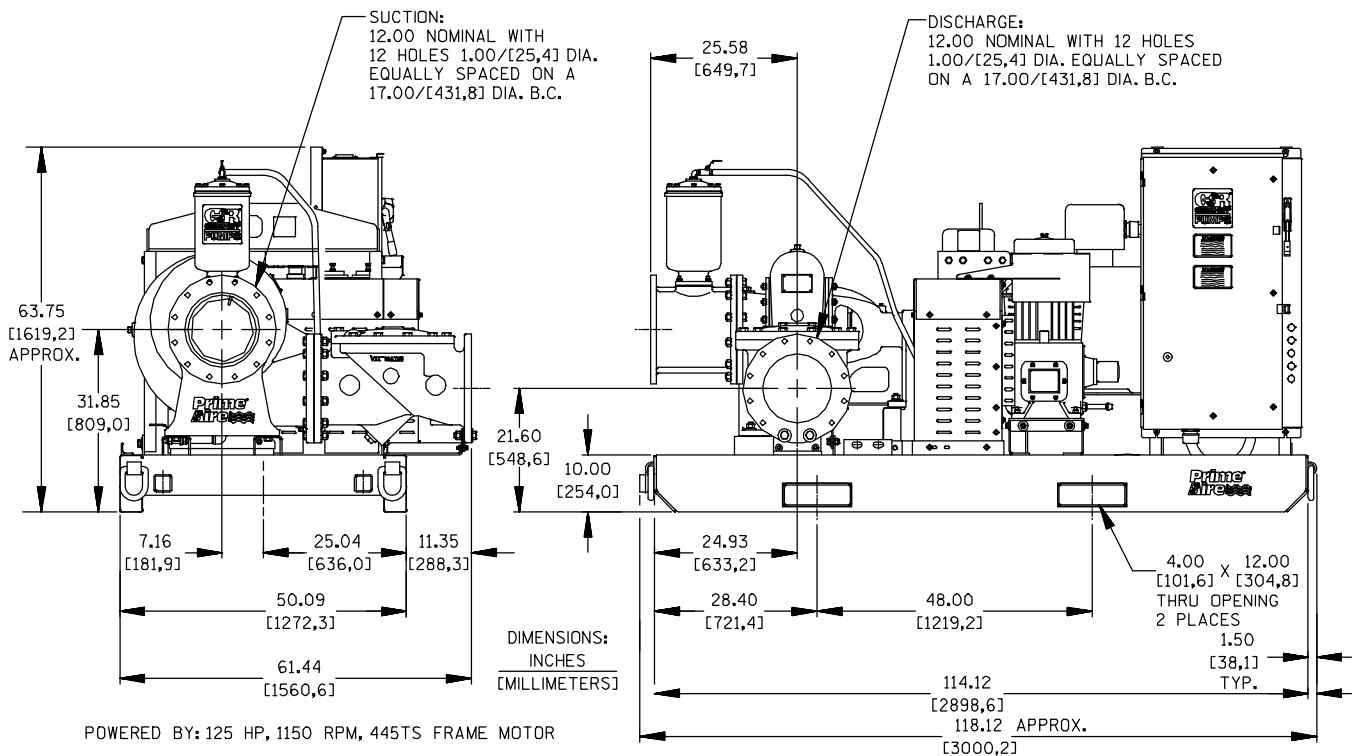 SUCTION:
12.00 NOMINAL WITH
12 HOLES 1.00/[25,4] DIA.
EQUALLY SPACED ON A
17.00/[431,8] DIA. B.C.
25.58
[649,7]
DISCHARGE:
12.00 NOMINAL WITH 12 HOLES
1.00/[25,4] DIA. EQUALLY SPACED
ON A 17.00/[431,8] DIA. B.C.
63.75
[1619,2]
APPROX.
31.85
[809,0]
GR
PUMPS
Prime
Aire
7.16
[181,9]
25.04
[636,0]
11.35
[288,3]
50.09
[1272,3]
61.44
[1560,6]
GR
PUMPS
21.60
[548,6]
10.00
[254,0]
Prime
Aire
24.93
[633,2]
28.40
[721,4]
48.00
[1219,2]
4.00 X 12.00
[101,6] [304,8]
THRU OPENING
2 PLACES
1.50
[38,1]
TYP.
DIMENSIONS:
INCHES
[MILLIMETERS]
114.12
[2898,6]
118.12 APPROX.
[3000,2]
POWERED BY: 125 HP, 1150 RPM, 445TS FRAME MOTOR